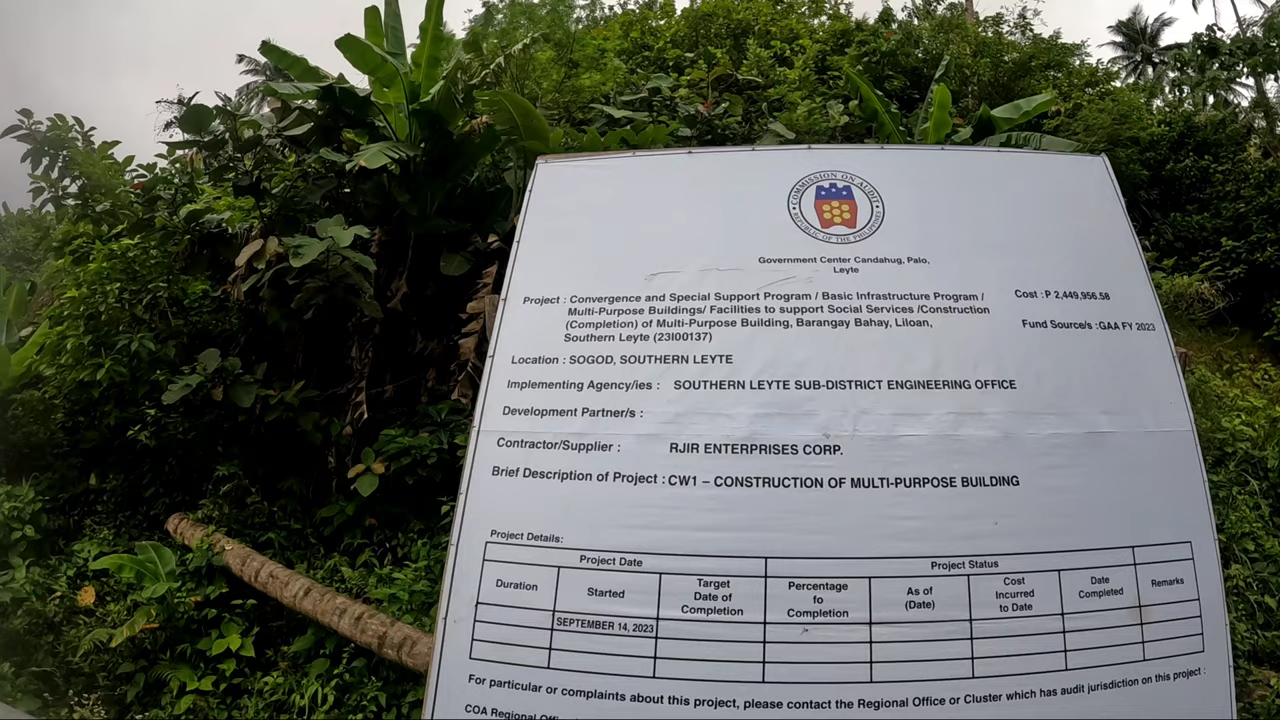 COMMISSION ON AUDIT
REPUBLIC OF THE PHILIPPINES
Government Center Candahug, Palo,
Leyte
Project : Convergence and Special Support Program / Basic Infrastructure Program /
Multi-Purpose Buildings/ Facilities to support Social Services /Construction
(Completion) of Multi-Purpose Building, Barangay Bahay, Liloan,
Southern Leyte (23I00137)
Cost : P 2,449,956.58
Fund Source/s : GAA FY 2023
Location : SOGOD, SOUTHERN LEYTE
Implementing Agency/ies : SOUTHERN LEYTE SUB-DISTRICT ENGINEERING OFFICE
Development Partner/s :
Contractor/Supplier : RJIR ENTERPRISES CORP.
Brief Description of Project : CW1 – CONSTRUCTION OF MULTI-PURPOSE BUILDING
Project Details:
Project Date Project Status
Duration Started Target Date of Completion Percentage fo Completion As of (Date) Cost Incurred to Date Date Completed Remarks
SEPTEMBER 14, 2023
For particular or complaints about this project, please contact the Regional Office or Cluster which has audit jurisdiction on this project :
COA Regional